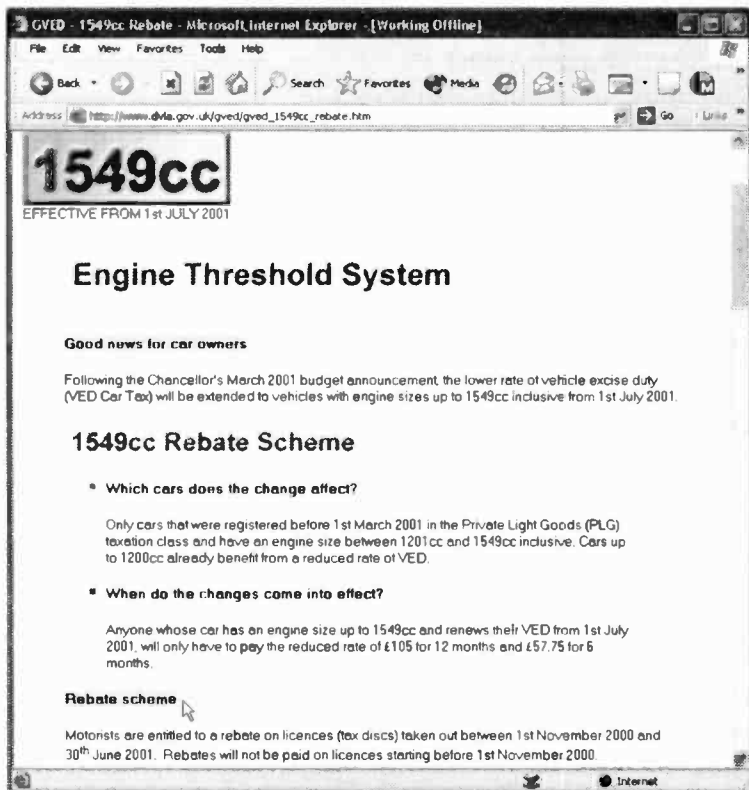 GVED - 1549cc Rebate - Microsoft Internet Explorer - [Working Offline]
File Edit View Favorites Tools Help
Back Search Favorites Media
Address http://www.dvla.gov.uk/gved/gved_1549cc_rebate.htm Go Links
1549cc
EFFECTIVE FROM 1st JULY 2001
Engine Threshold System
Good news for car owners
Following the Chancellor's March 2001 budget announcement the lower rate of vehicle excise duty
(VED Car Tax) will be extended to vehicles with engine sizes up to 1549cc inclusive from 1st July 2001.
1549cc Rebate Scheme
Which cars does the change affect?
Only cars that were registered before 1st March 2001 in the Private Light Goods (PLG)
taxation class and have an engine size between 1201cc and 1549cc inclusive. Cars up
to 1200cc already benefit from a reduced rate of VED.
When do the changes come into effect?
Anyone whose car has an engine size up to 1549cc and renews their VED from 1st July
2001, will only have to pay the reduced rate of £105 for 12 months and £57.75 for 6
months.
Rebate scheme
Motorists are entitled to a rebate on licences (tax discs) taken out between 1st November 2000 and
30th June 2001. Rebates will not be paid on licences starting before 1st November 2000.
Internet